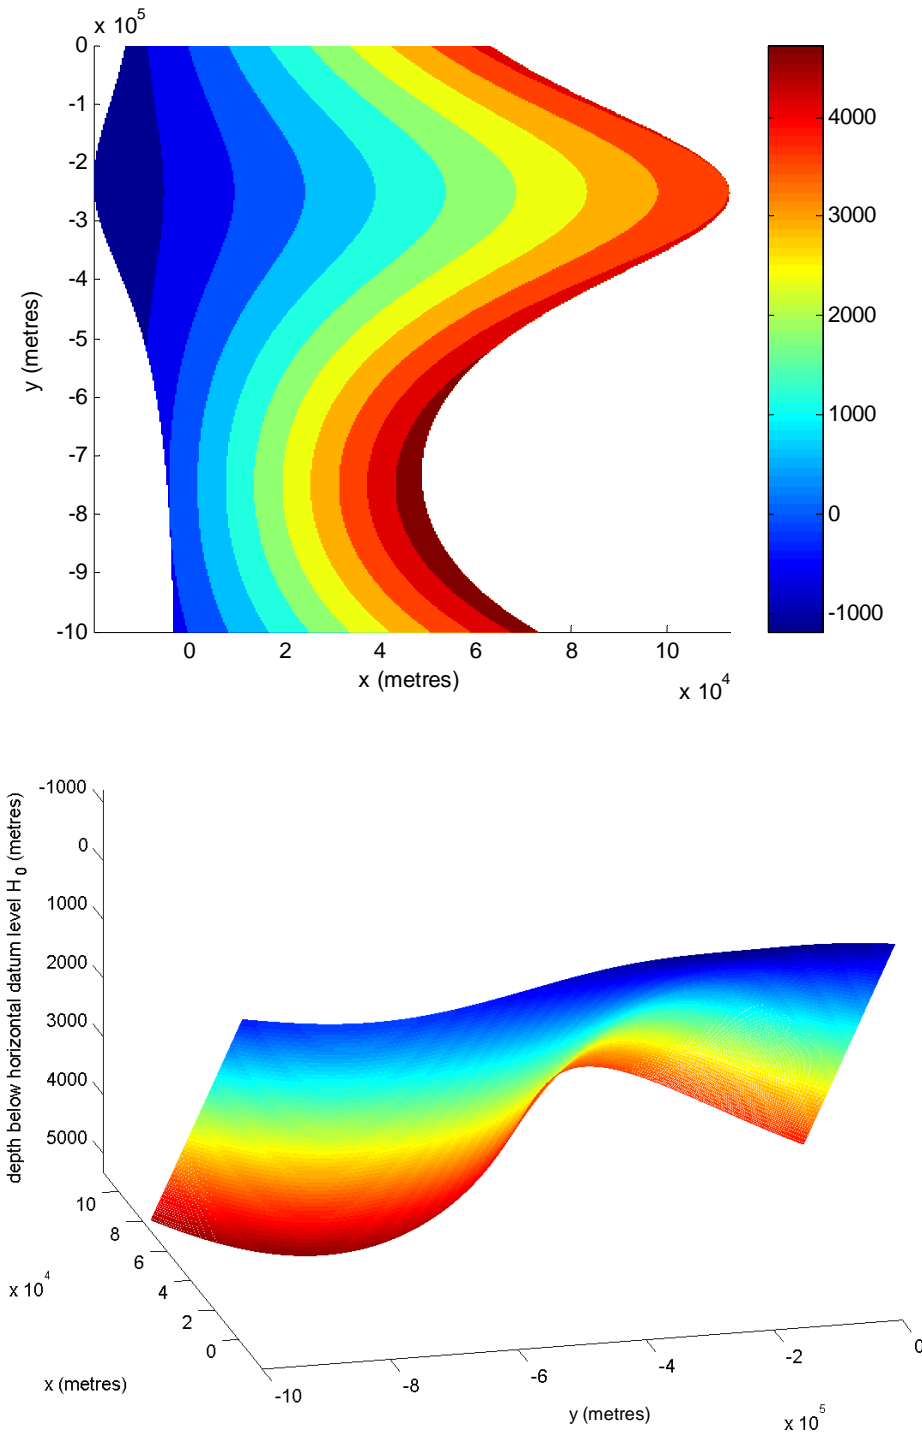 x 10^5
0
-1
-2
-3
-4
-5
-6
-7
-8
-9
-10
y (metres)
0 2 4 6 8 10
x (metres)
x 10^4
4000
3000
2000
1000
0
-1000
-1000
0
1000
2000
3000
4000
5000
depth below horizontal datum level H_0 (metres)
10
8
6
4
2
0
x 10^4
x (metres)
-10 -8 -6 -4 -2 0
y (metres)
x 10^5